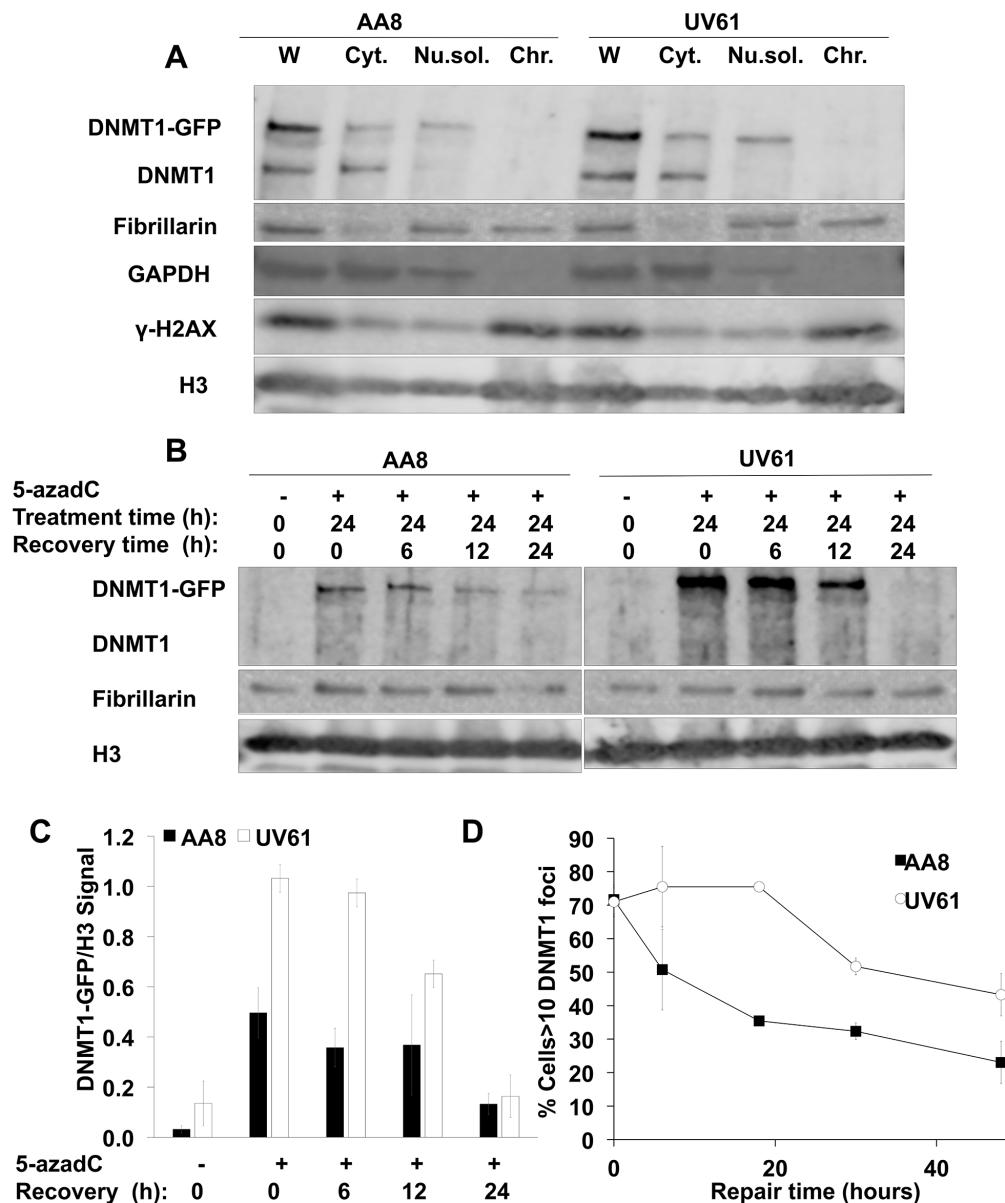 AA8 UV61
A W Cyt. Nu.sol. Chr. W Cyt. Nu.sol. Chr.
DNMT1-GFP
DNMT1
Fibrillarin
GAPDH
γ-H2AX
H3
B AA8 UV61
5-azadC - + + + + - + + + +
Treatment time (h): 0 24 24 24 24 0 24 24 24 24
Recovery time (h): 0 0 6 12 24 0 0 6 12 24
DNMT1-GFP
DNMT1
Fibrillarin
H3
C
DNMT1-GFP/H3 Signal
AA8 UV61
1.2
1.0
0.8
0.6
0.4
0.2
0.0
5-azadC - + + + +
Recovery (h): 0 0 6 12 24
D
% Cells>10 DNMT1 foci
90
80
70
60
50
40
30
20
10
0
AA8
UV61
0 20 40
Repair time (hours)